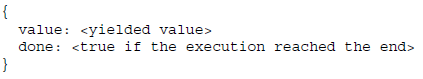 {
  value: <yielded value>
  done: <true if the execution reached the end>
}